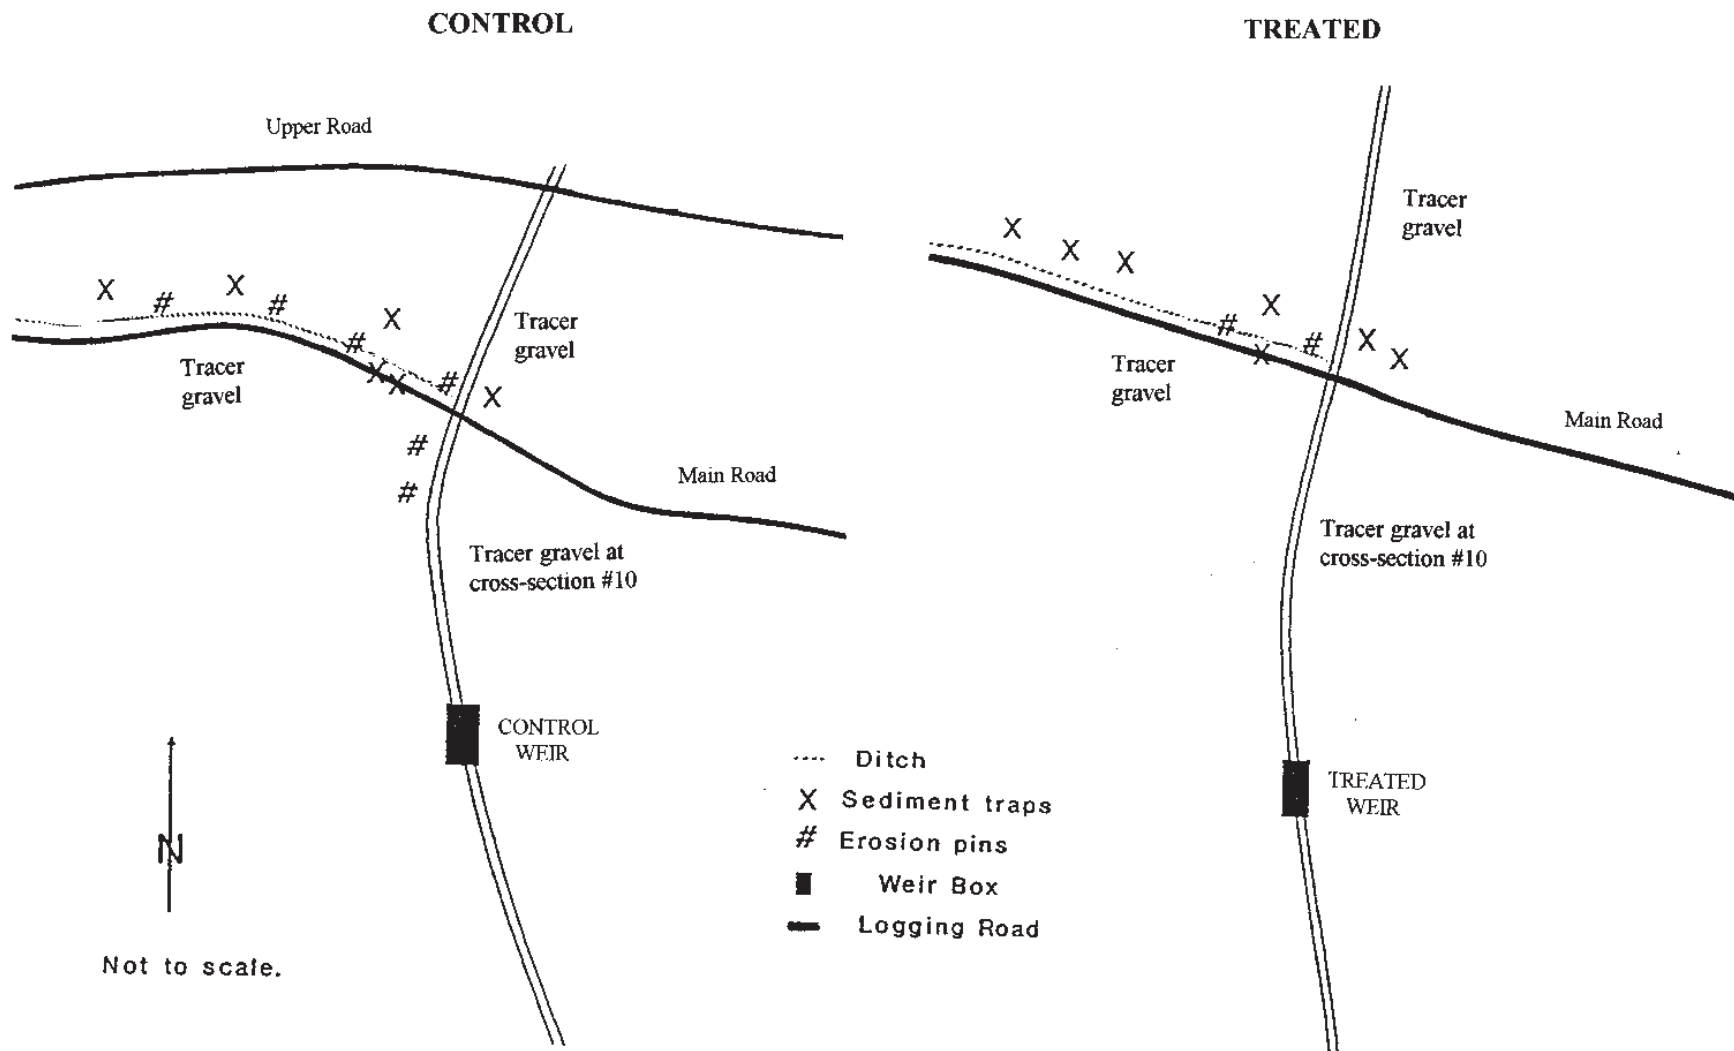 CONTROL
TREATED
Upper Road
Tracer
gravel
X
X
X
X
X
X
#
#
#
#
#
#
Tracer
gravel
Tracer
gravel
Main Road
Tracer gravel at
cross-section #10
CONTROL
WEIR
X
X
X
X
X
X
X
#
#
Tracer
gravel
Main Road
Tracer gravel at
cross-section #10
TREATED
WEIR
Ditch
X Sediment traps
# Erosion pins
Weir Box
Logging Road
N
Not to scale.